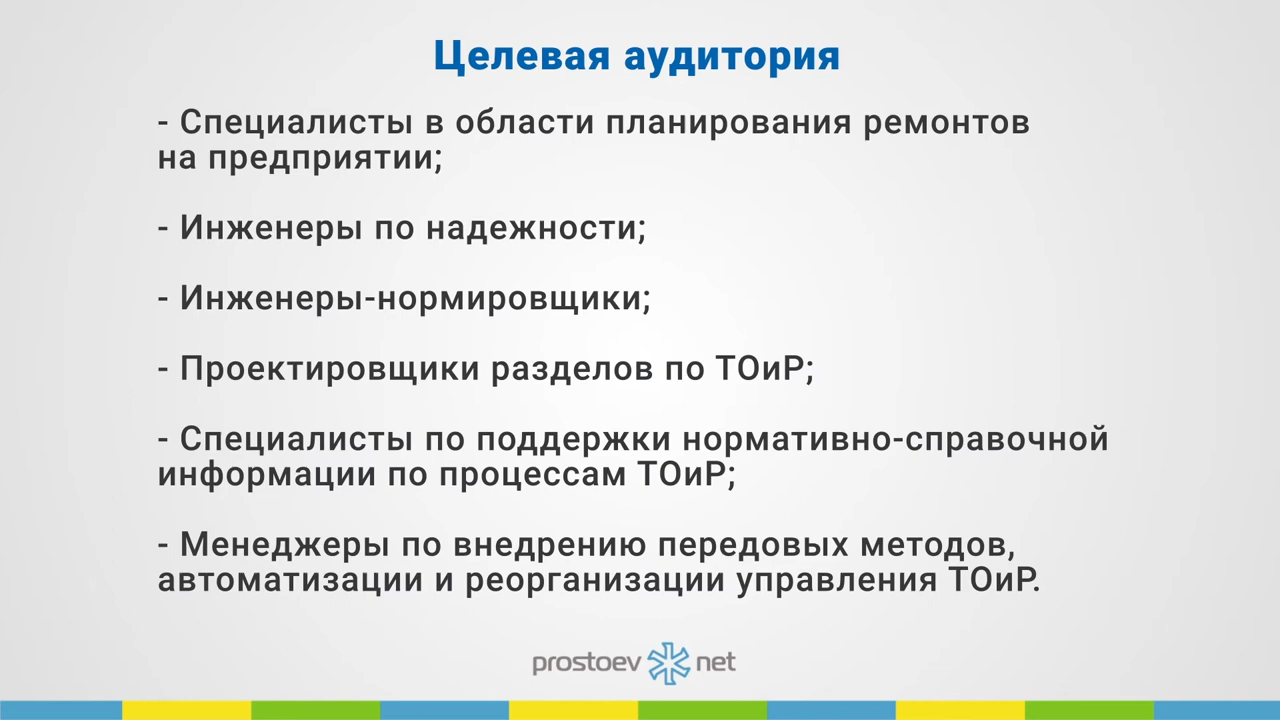 Целевая аудитория
- Специалисты в области планирования ремонтов
на предприятии;
- Инженеры по надежности;
- Инженеры-нормировщики;
- Проектировщики разделов по ТОиР;
- Специалисты по поддержки нормативно-справочной
информации по процессам ТОиР;
- Менеджеры по внедрению передовых методов,
автоматизации и реорганизации управления ТОиР.
prostoev net